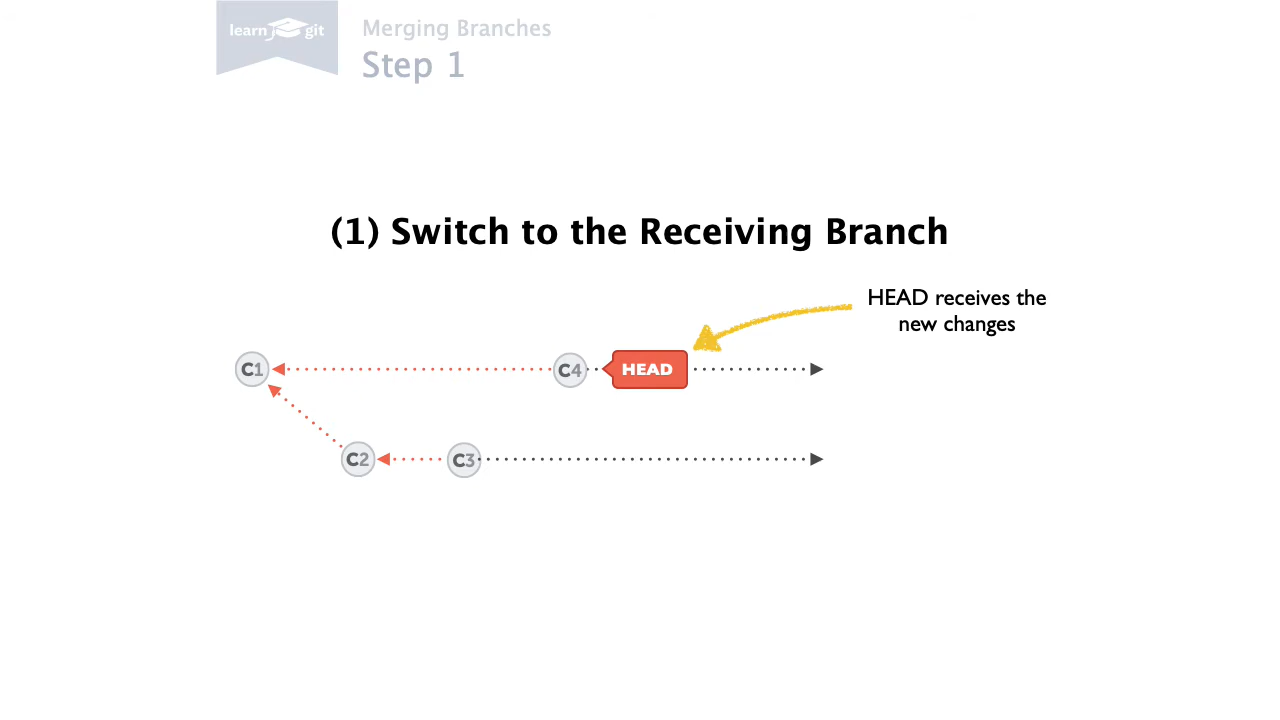 learn git
Merging Branches
Step 1
(1) Switch to the Receiving Branch
HEAD receives the
new changes
C1
C4
HEAD
C2
C3